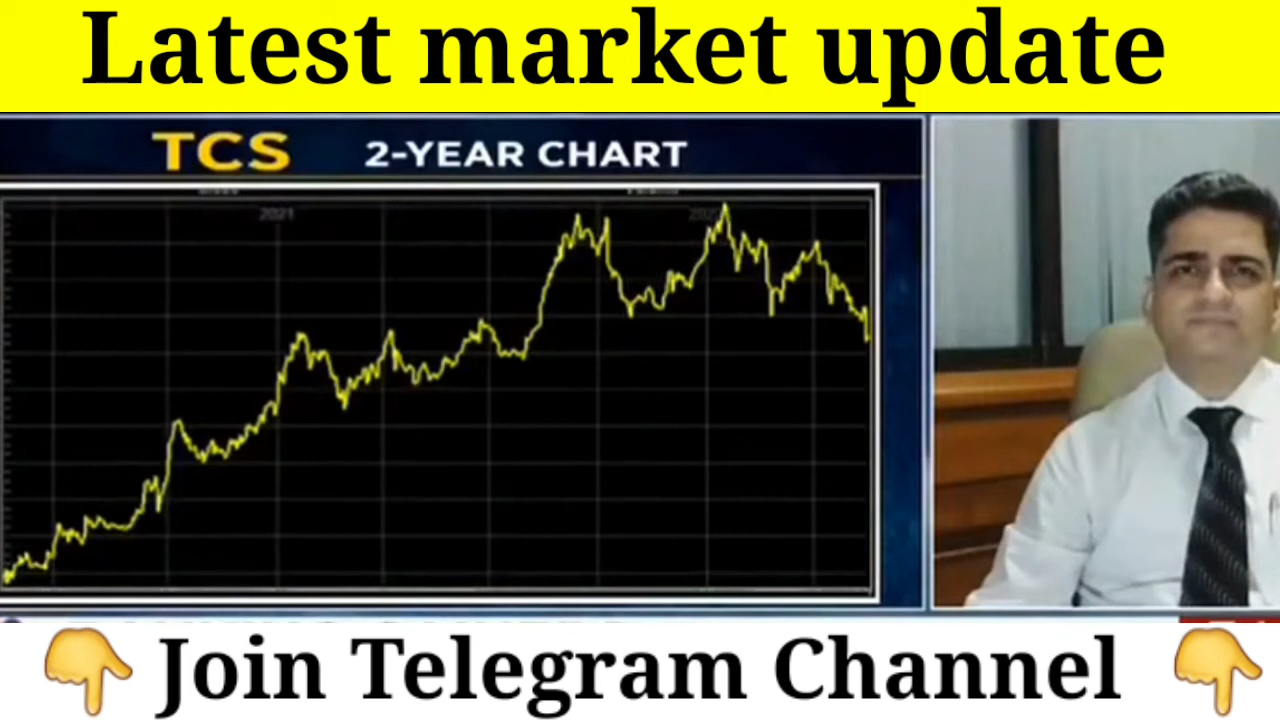 Latest market update
TCS 2-YEAR CHART
2021
👇 Join Telegram Channel 👇